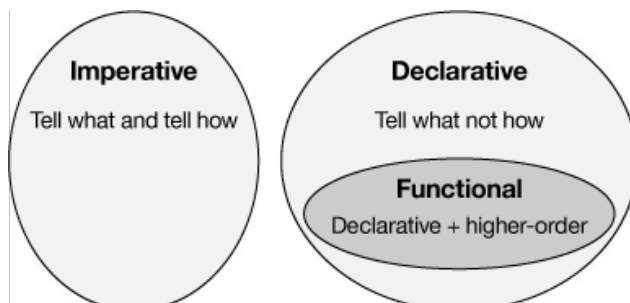 Imperative
Tell what and tell how
Declarative
Tell what not how
Functional
Declarative + higher-order